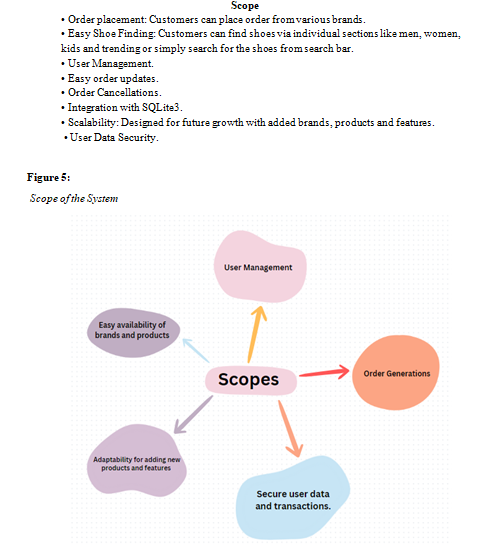 Scope
• Order placement: Customers can place order from various brands.
• Easy Shoe Finding: Customers can find shoes via individual sections like men, women,
kids and trending or simply search for the shoes from search bar.
• User Management.
• Easy order updates.
• Order Cancellations.
• Integration with SQLite3.
• Scalability: Designed for future growth with added brands, products and features.
• User Data Security.
Figure 5:
Scope of the System
User Management
Easy availability of
brands and products
Scopes
Order Generations
Adaptability for adding new
products and features
Secure user data
and transactions.